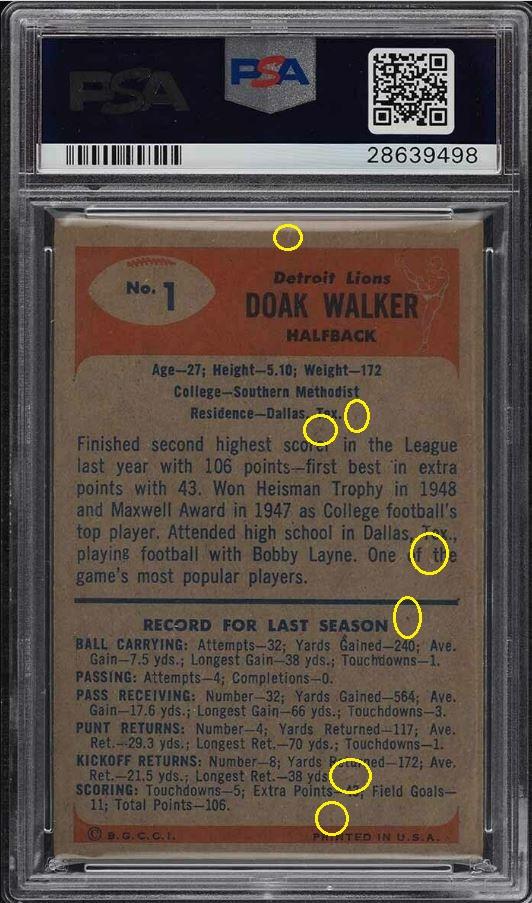 PSA
PSA
28639498
No. 1
Detroit Lions
DOAK WALKER
HALFBACK
Age—27; Height—5.10; Weight—172
College—Southern Methodist
Residence—Dallas, Tex.
Finished second highest scorer in the League
last year with 106 points—first best in extra
points with 43. Won Heisman Trophy in 1948
and Maxwell Award in 1947 as College football's
top player. Attended high school in Dallas, Tex.,
playing football with Bobby Layne. One of the
game's most popular players.
RECORD FOR LAST SEASON
BALL CARRYING: Attempts—32; Yards Gained—240; Ave.
Gain—7.5 yds.; Longest Gain—38 yds.; Touchdowns—1.
PASSING: Attempts—4; Completions—0.
PASS RECEIVING: Number—32; Yards Gained—564; Ave.
Gain—17.6 yds.; Longest Gain—66 yds.; Touchdowns—3.
PUNT RETURNS: Number—4; Yards Returned—117; Ave.
Ret.—29.3 yds.; Longest Ret.—70 yds.; Touchdowns—1.
KICKOFF RETURNS: Number—8; Yards Returned—172; Ave.
Ret.—21.5 yds.; Longest Ret.—38 yds.
SCORING: Touchdowns—5; Extra Points—43; Field Goals—
11; Total Points—106.
© B.G.C.C.I. PRINTED IN U.S.A.